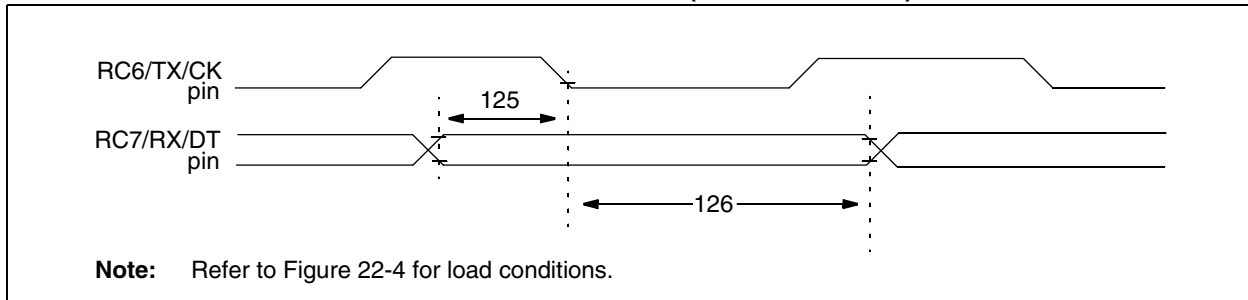 RC6/TX/CK
pin
125
RC7/RX/DT
pin
126
Note: Refer to Figure 22-4 for load conditions.